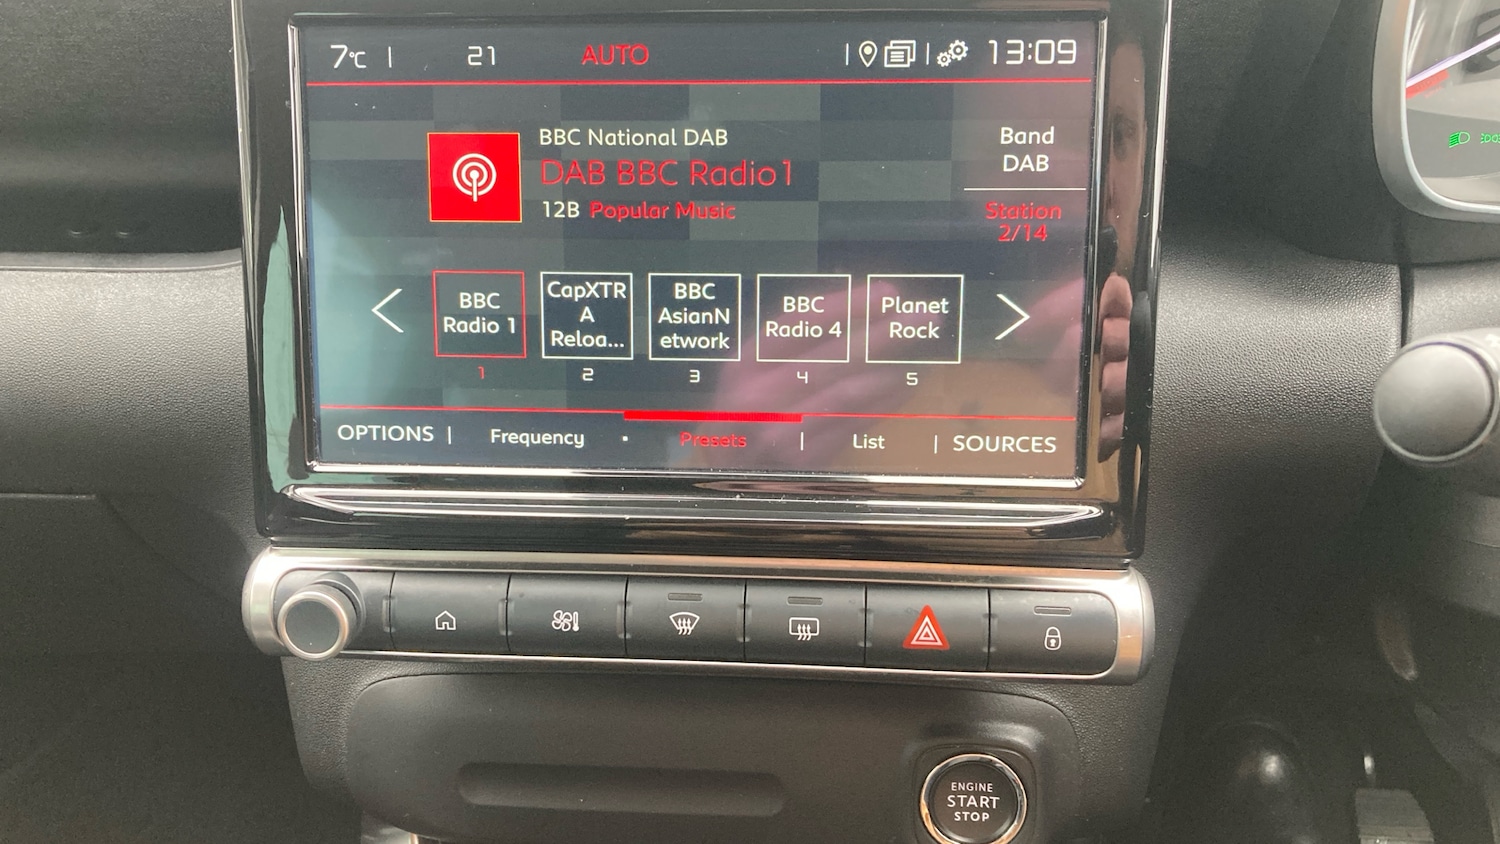 7°C | 21 AUTO | | 13:09
BBC National DAB
DAB BBC Radio1
12B Popular Music
Band
DAB
Station
2/14
BBC
Radio 1
1
CapXTR
A
Reloa...
2
BBC
AsianN
etwork
3
BBC
Radio 4
4
Planet
Rock
5
OPTIONS | Frequency • Presets | List | SOURCES
ENGINE
START
STOP